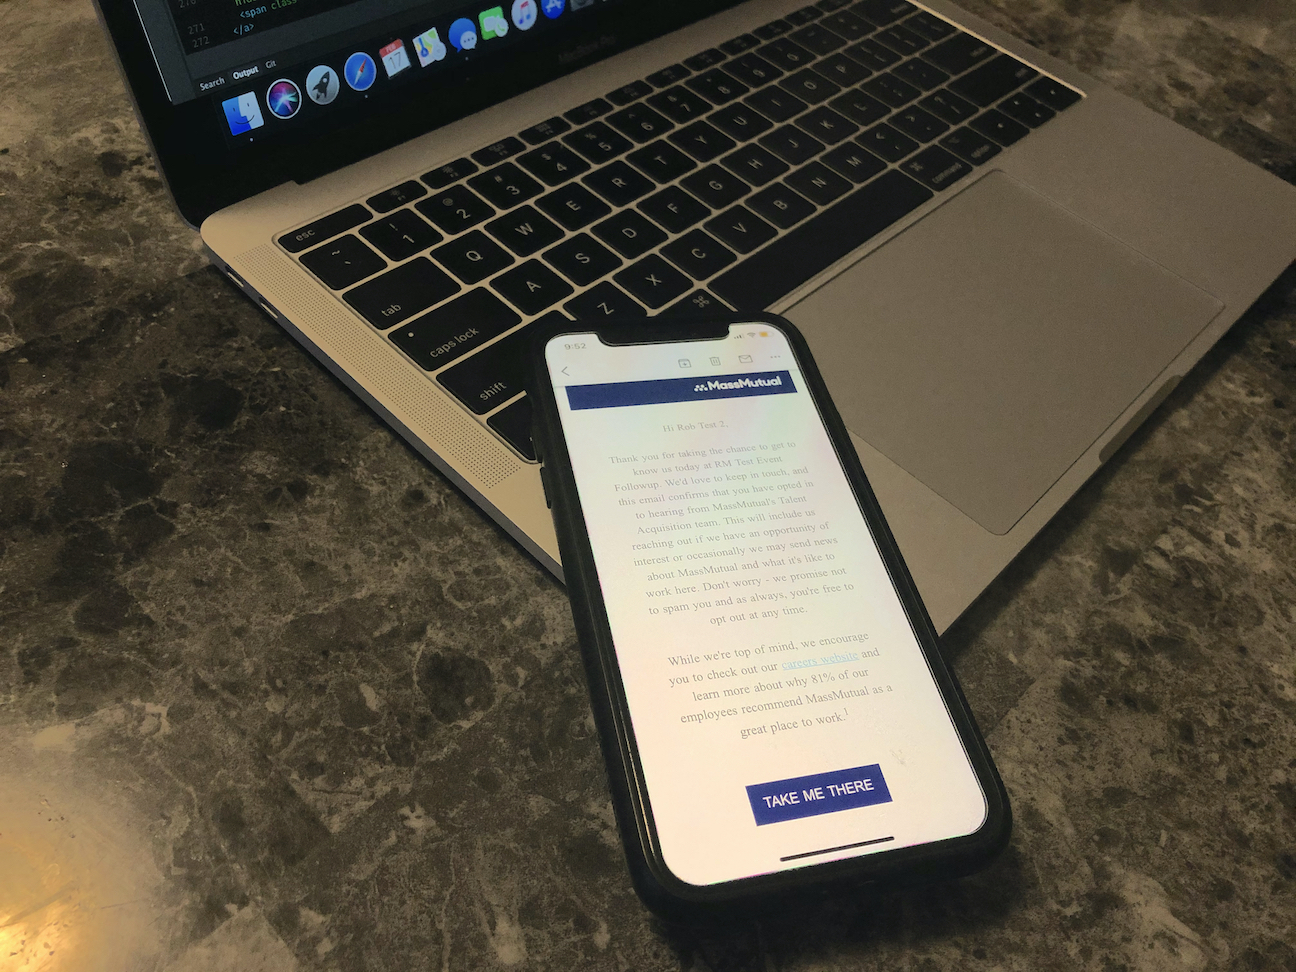 271
272
<span class
</a>
Search Output Git
FEB
17
MacBook Pro
esc
F1
F2
F3
~
`
!
1
@
2
#
3
$
4
%
5
^
6
&
7
*
8
(
9
)
0
tab
Q
W
E
R
T
Y
U
I
O
P
caps lock
A
S
D
F
G
H
J
K
L
shift
Z
X
C
V
B
N
M
<
,
>
.
?
/
⌘
⌘
command
option
9:52
MassMutual
Hi Rob Test 2,
Thank you for taking the chance to get to
know us today at RM Test Event
Followup. We'd love to keep in touch, and
this email confirms that you have opted in
to hearing from MassMutual's Talent
Acquisition team. This will include us
reaching out if we have an opportunity of
interest or occasionally we may send news
about MassMutual and what it's like to
work here. Don't worry - we promise not
to spam you and as always, you're free to
opt out at any time.
While we're top of mind, we encourage
you to check out our careers website and
learn more about why 81% of our
employees recommend MassMutual as a
great place to work.1
TAKE ME THERE